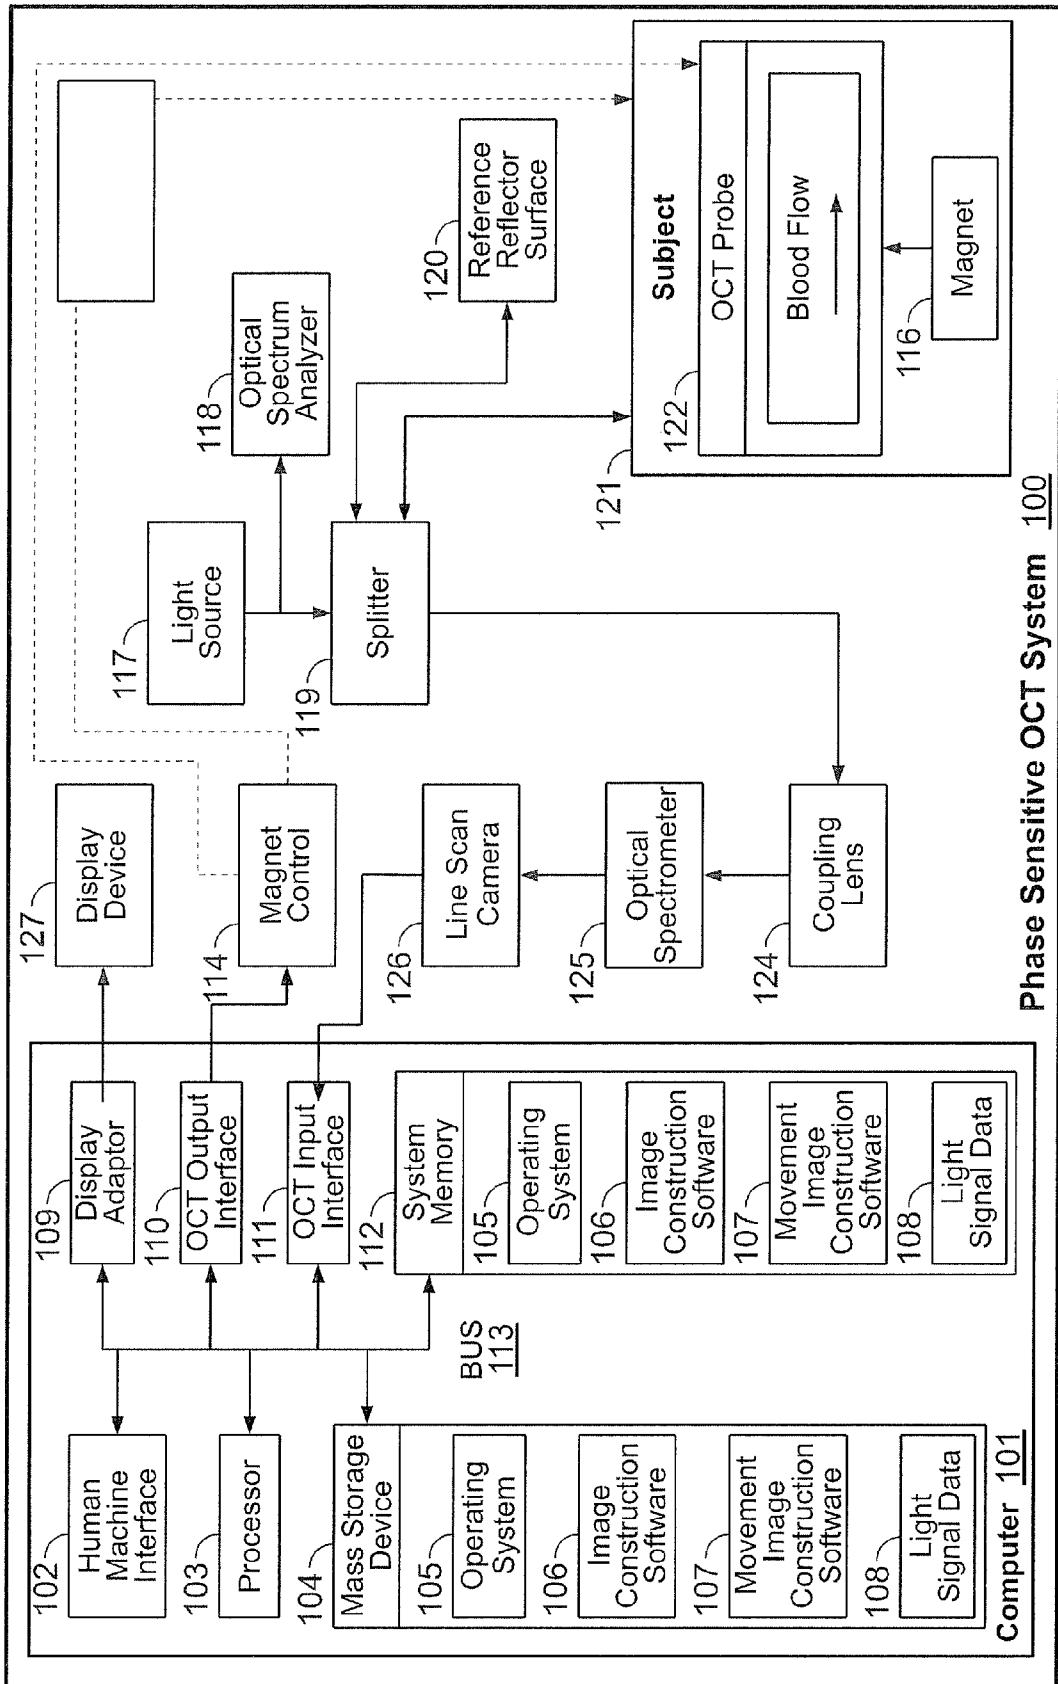 102
Human
Machine
Interface
103
Processor
104
Mass Storage
Device
105
Operating
System
106
Image
Construction
Software
107
Movement
Image
Construction
Software
108
Light
Signal Data
Computer 101
BUS
113
109
Display
Adaptor
110
OCT Output
Interface
111
OCT Input
Interface
112
System
Memory
105
Operating
System
106
Image
Construction
Software
107
Movement
Image
Construction
Software
108
Light
Signal Data
127
Display
Device
114
Magnet
Control
126
Line Scan
Camera
125
Optical
Spectrometer
124
Coupling
Lens
117
Light
Source
118
Optical
Spectrum
Analyzer
119
Splitter
120
Reference
Reflector
Surface
121
Subject
122
OCT Probe
Blood Flow
116
Magnet
Phase Sensitive OCT System 100